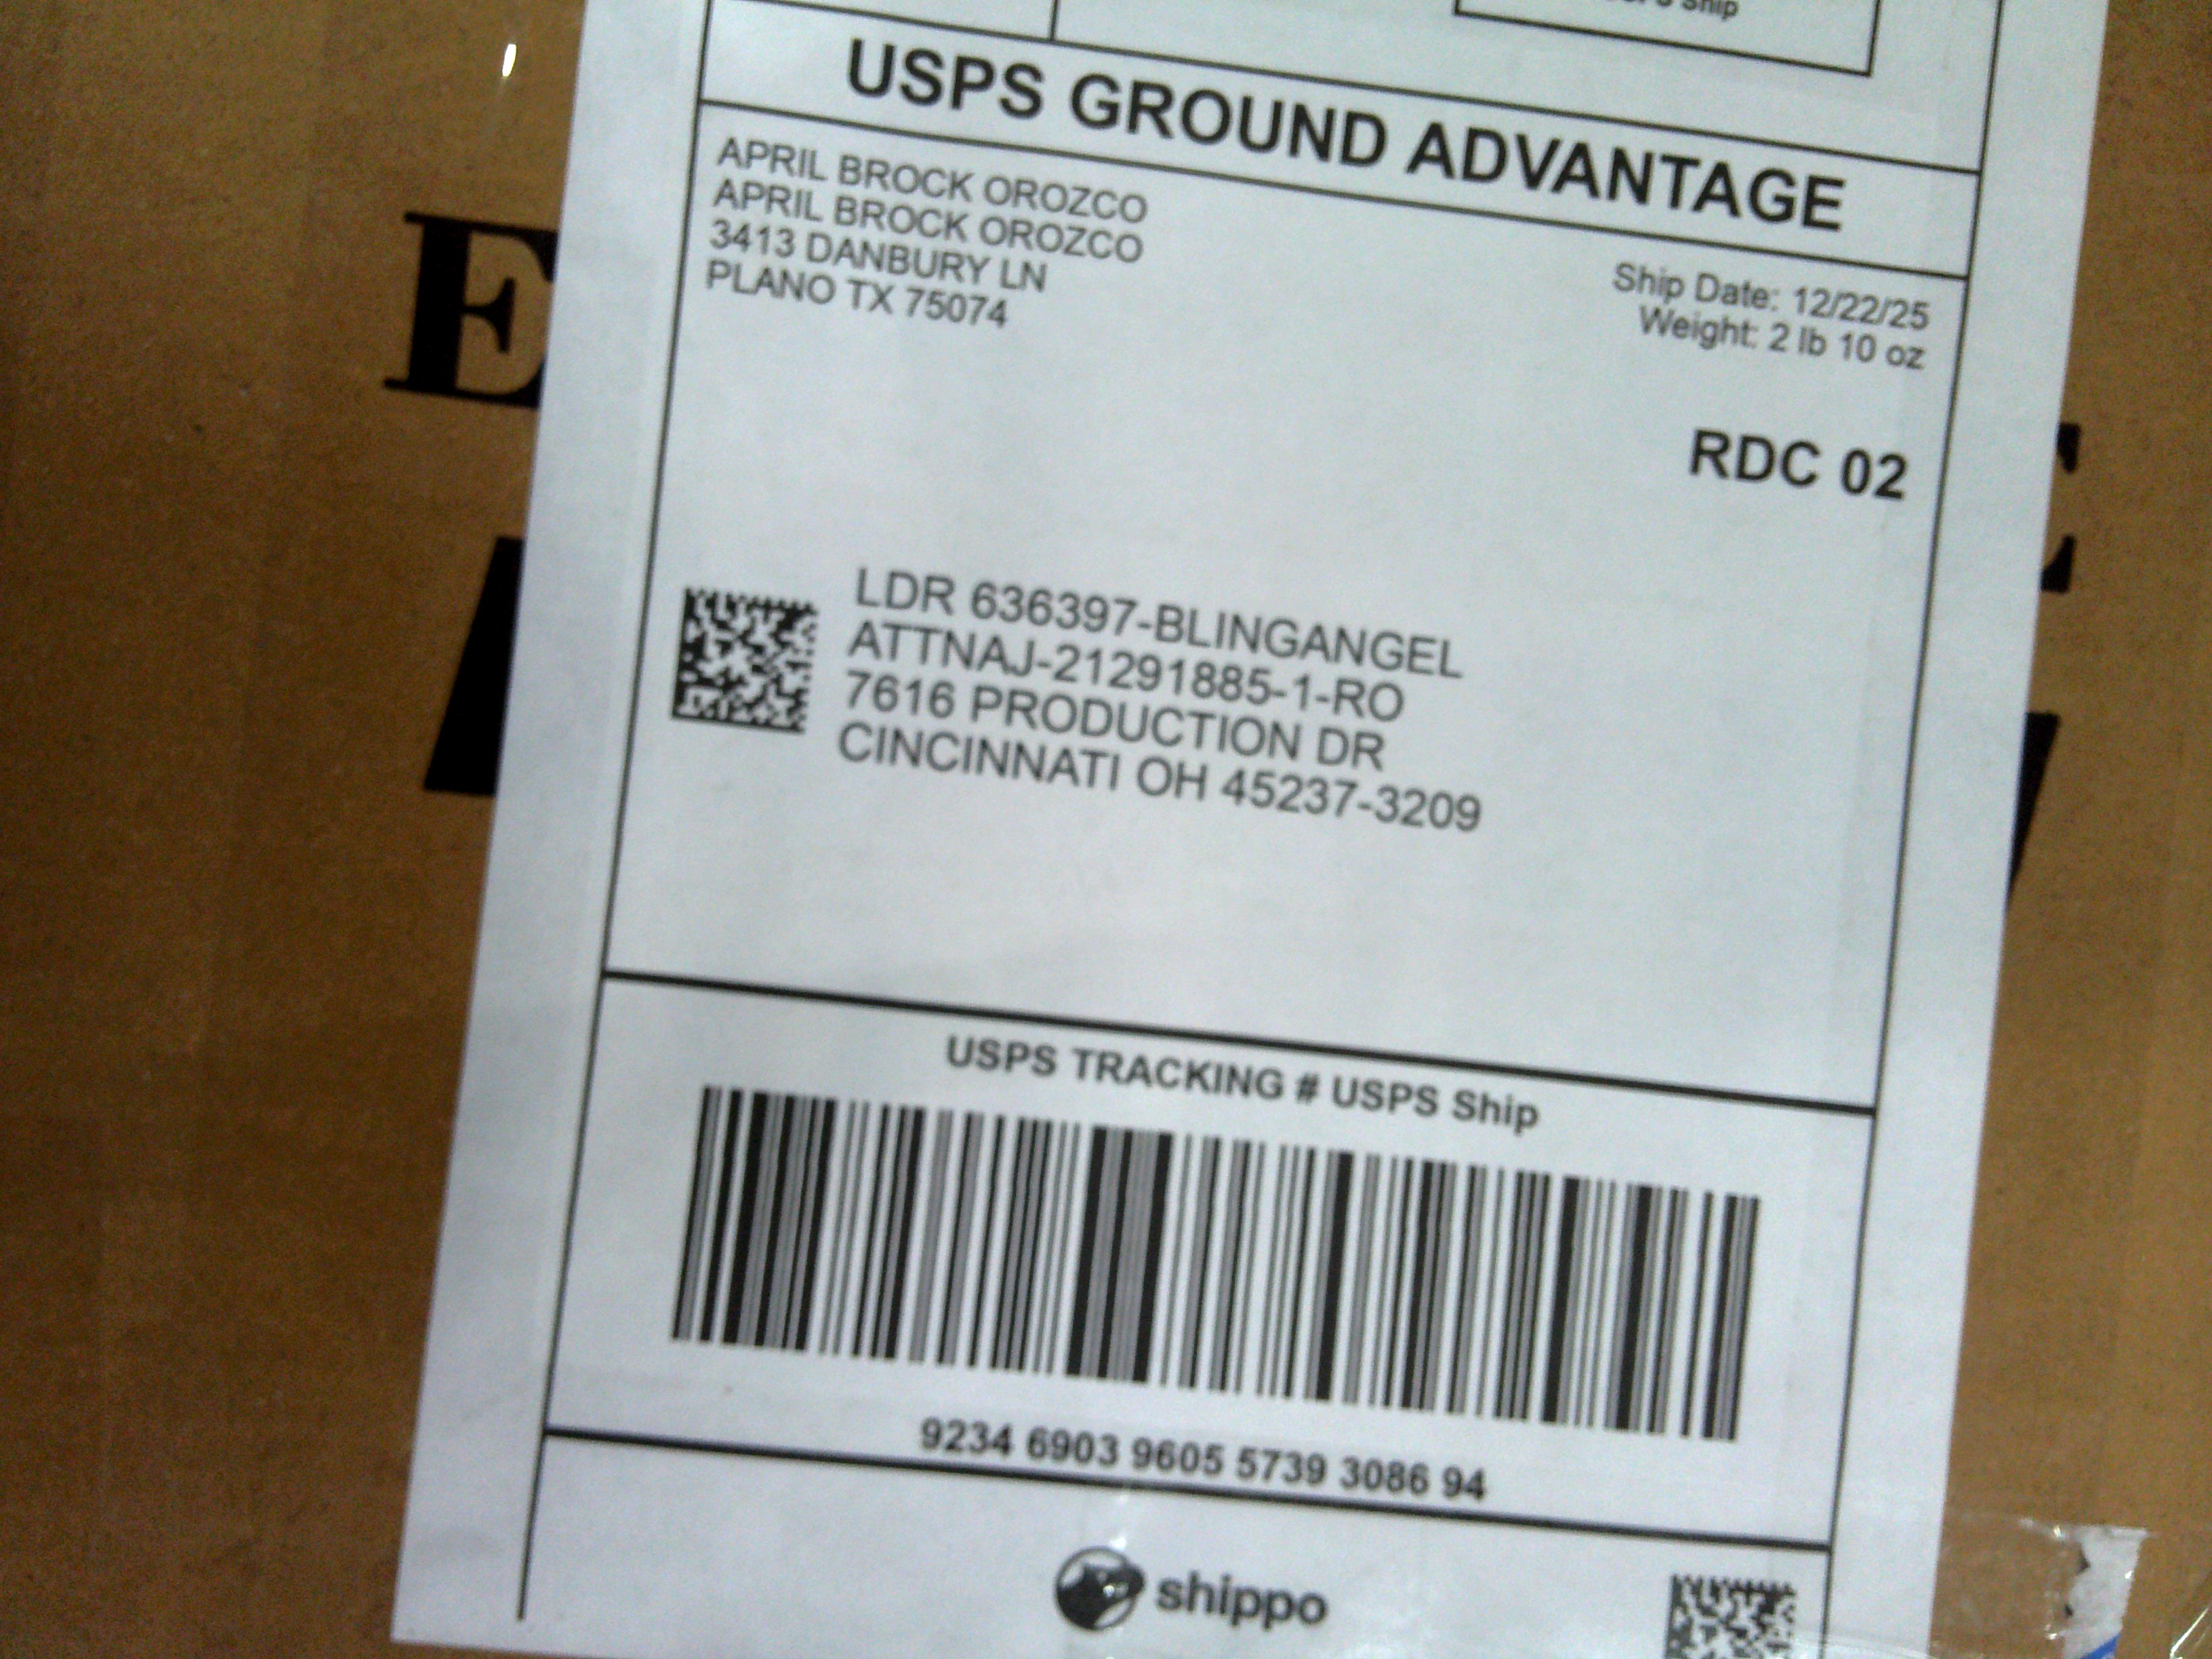 Ship
USPS GROUND ADVANTAGE
APRIL BROCK OROZCO
APRIL BROCK OROZCO
3413 DANBURY LN
PLANO TX 75074
Ship Date: 12/22/25
Weight: 2 lb 10 oz
RDC 02
LDR 636397-BLINGANGEL
ATTNAJ-21291885-1-RO
7616 PRODUCTION DR
CINCINNATI OH 45237-3209
USPS TRACKING # USPS Ship
9234 6903 9605 5739 3086 94
shippo
E